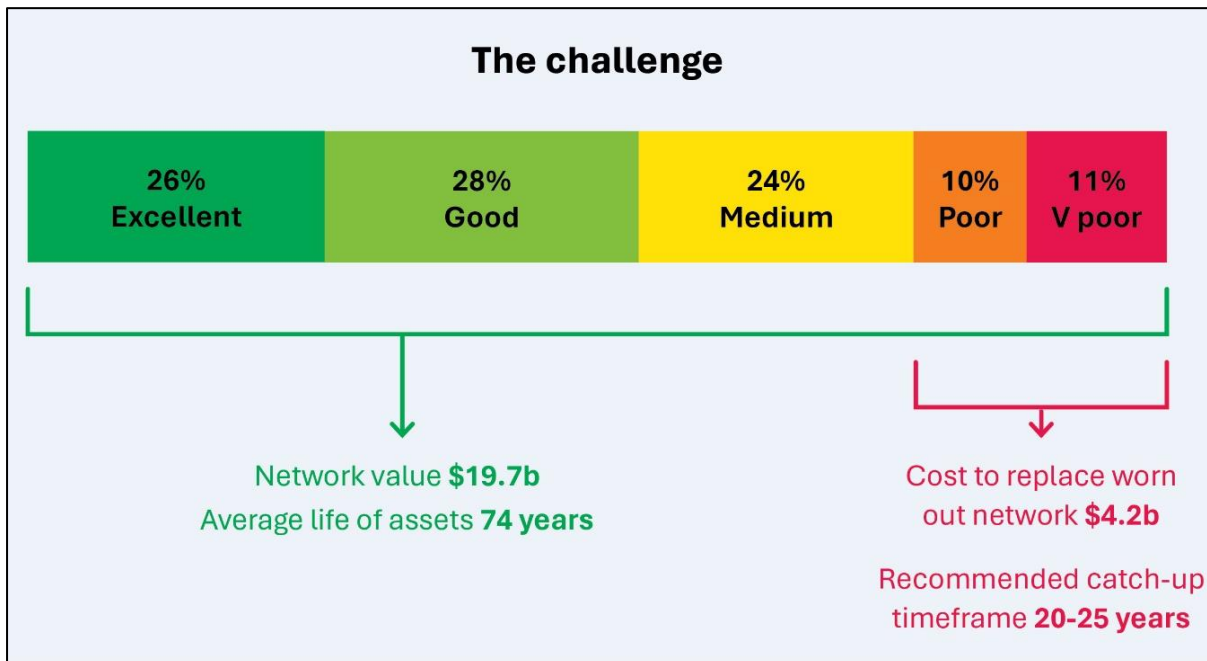 The challenge
26%
Excellent
28%
Good
24%
Medium
10%
Poor
11%
V poor
Network value $19.7b
Average life of assets 74 years
Cost to replace worn
out network $4.2b
Recommended catch-up
timeframe 20-25 years